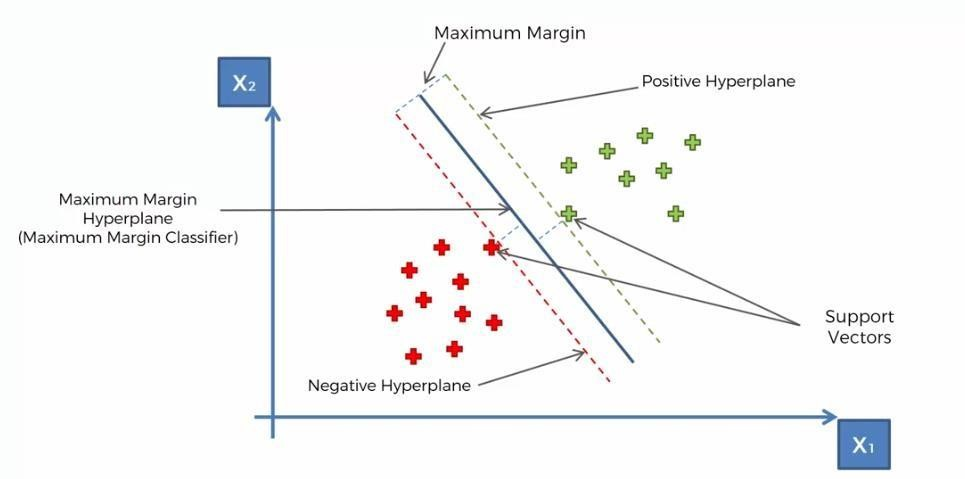 Maximum Margin
X2
Positive Hyperplane
Maximum Margin
Hyperplane
(Maximum Margin Classifier)
Support
Vectors
Negative Hyperplane
X1